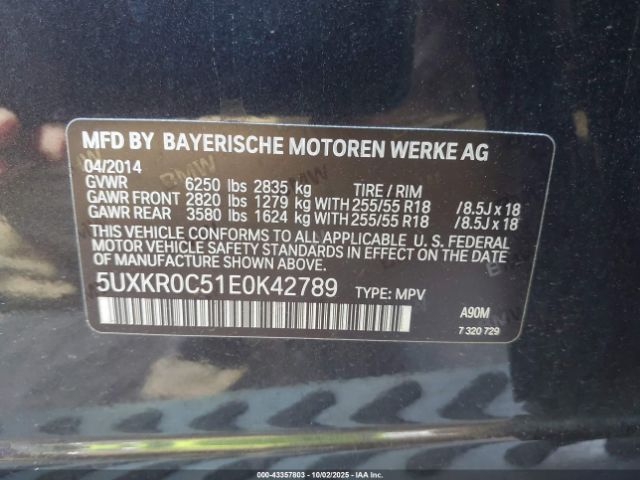 MFD BY BAYERISCHE MOTOREN WERKE AG
04/2014
GVWR 6250 lbs 2835 kg TIRE / RIM
GAWR FRONT 2820 lbs 1279 kg WITH 255/55 R18 /8.5J x 18
GAWR REAR 3580 lbs 1624 kg WITH 255/55 R18 /8.5J x 18
THIS VEHICLE CONFORMS TO ALL APPLICABLE U. S. FEDERAL
MOTOR VEHICLE SAFETY STANDARDS IN EFFECT ON THE DATE
OF MANUFACTURE SHOWN ABOVE.
5UXKR0C51E0K42789 TYPE: MPV
A90M
7 320 729
000-43357803 | 10/02/2025 | Copyright © IAA Inc.